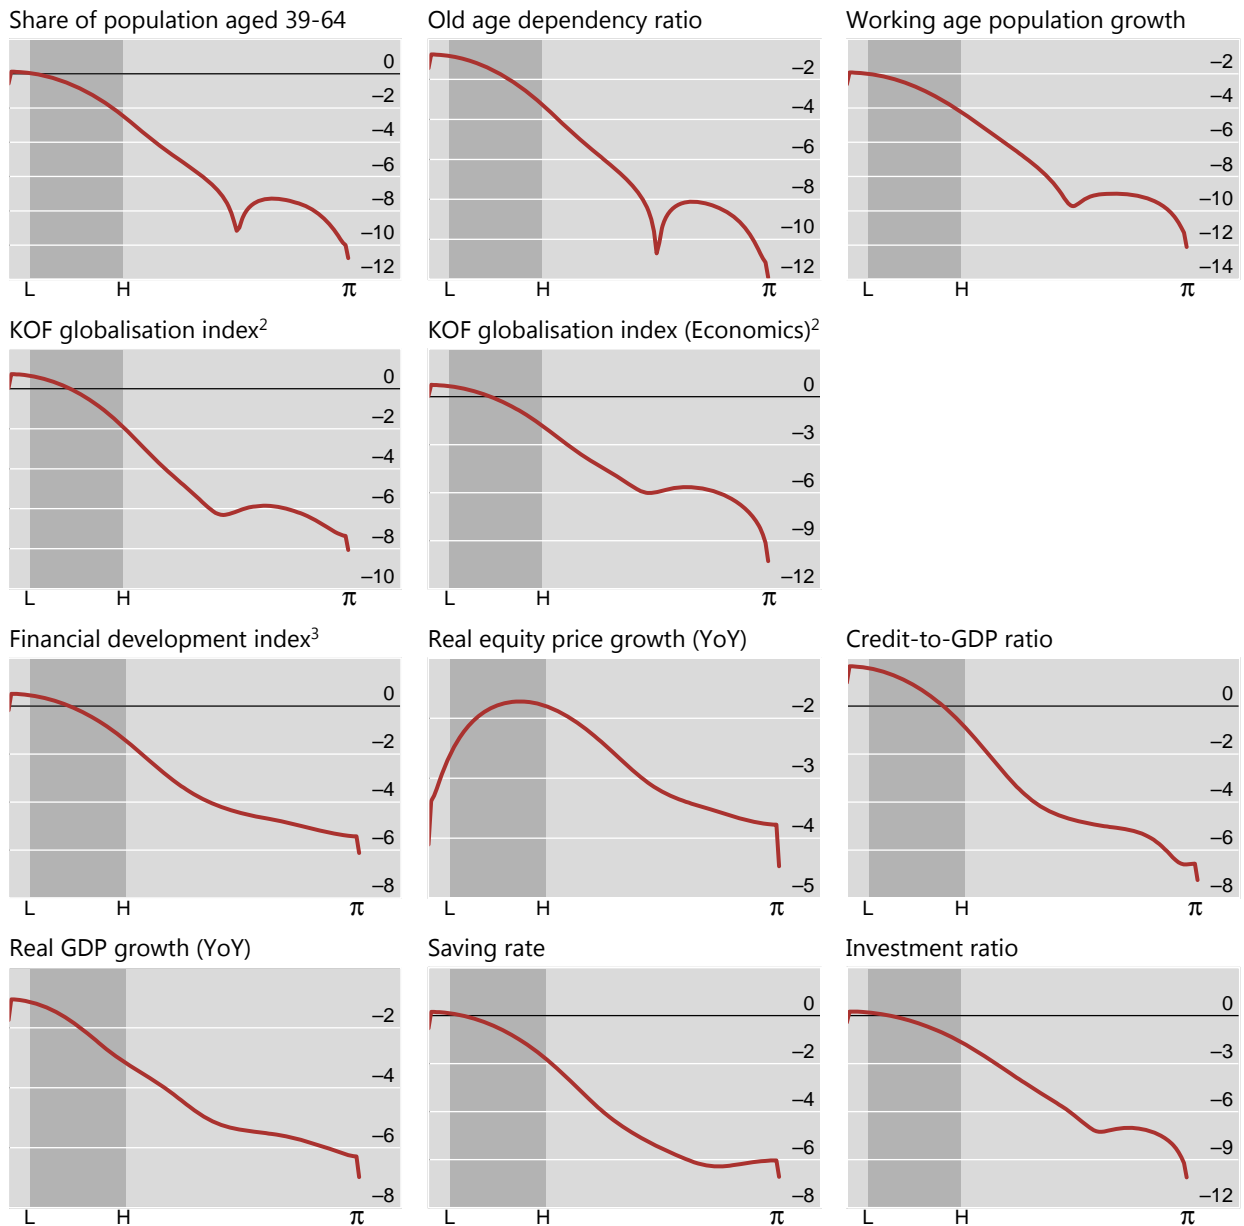 Share of population aged 39-64
0
−2
−4
−6
−8
−10
−12
L H π
Old age dependency ratio
−2
−4
−6
−8
−10
−12
L H π
Working age population growth
−2
−4
−6
−8
−10
−12
−14
L H π
KOF globalisation index²
0
−2
−4
−6
−8
−10
L H π
KOF globalisation index (Economics)²
0
−3
−6
−9
−12
L H π
Financial development index³
0
−2
−4
−6
−8
L H π
Real equity price growth (YoY)
−2
−3
−4
−5
L H π
Credit-to-GDP ratio
0
−2
−4
−6
−8
L H π
Real GDP growth (YoY)
−2
−4
−6
−8
L H π
Saving rate
0
−2
−4
−6
−8
L H π
Investment ratio
0
−3
−6
−9
−12
L H π